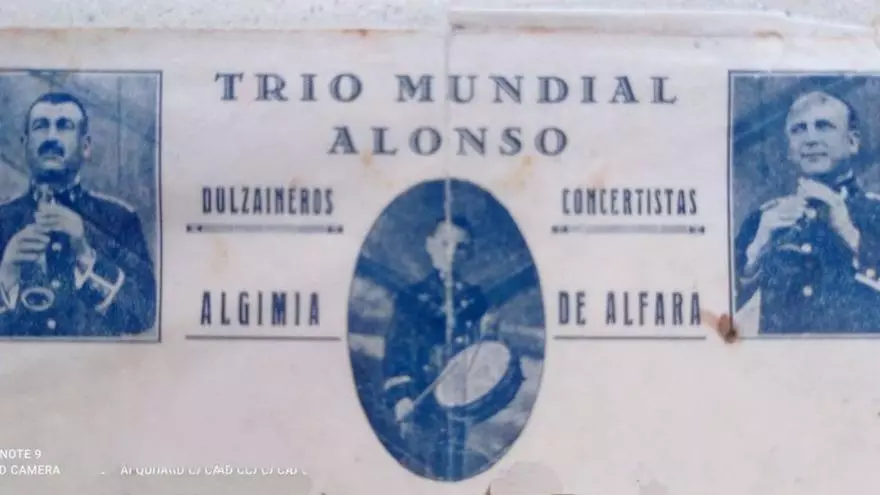 TRIO MUNDIAL
ALONSO
DULZAINEROS CONCERTISTAS
ALGIMIA DE ALFARA
NOTE 9
D CAMERA